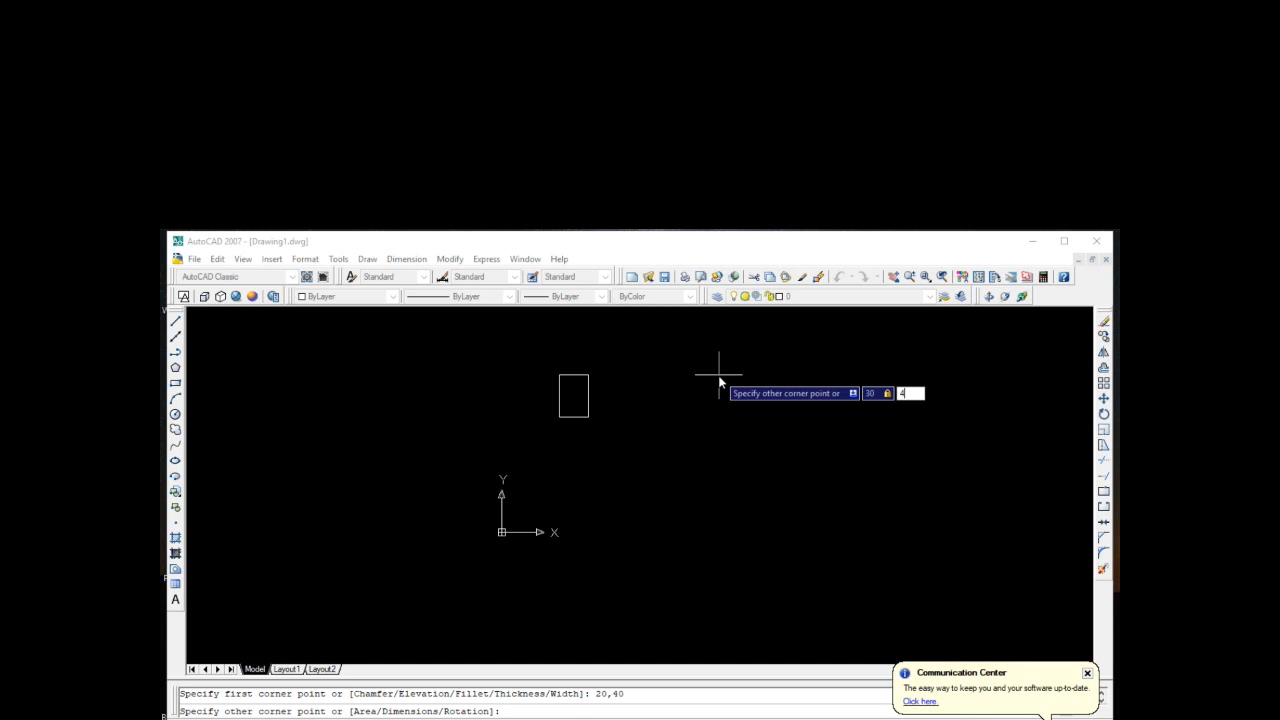 AutoCAD 2007 - [Drawing1.dwg]
File Edit View Insert Format Tools Draw Dimension Modify Express Window Help
AutoCAD Classic Standard Standard Standard
ByLayer ByLayer ByLayer ByColor 0
Specify other corner point or 30 4
Y
X
A
Model Layout1 Layout2
Communication Center
The easy way to keep you and your software up-to-date.
Click here.
Specify first corner point or [Chamfer/Elevation/Fillet/Thickness/Width]: 20,40
Specify other corner point or [Area/Dimensions/Rotation]: